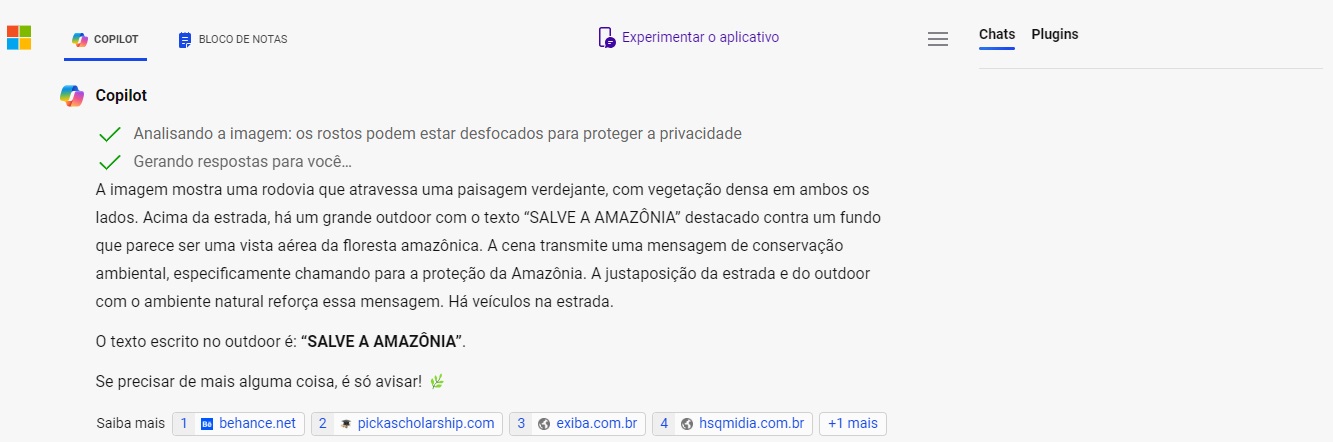 COPILOT
BLOCO DE NOTAS
Experimentar o aplicativo
Chats
Plugins
Copilot
Analisando a imagem: os rostos podem estar desfocados para proteger a privacidade
Gerando respostas para você...
A imagem mostra uma rodovia que atravessa uma paisagem verdejante, com vegetação densa em ambos os
lados. Acima da estrada, há um grande outdoor com o texto “SALVE A AMAZÔNIA” destacado contra um fundo
que parece ser uma vista aérea da floresta amazônica. A cena transmite uma mensagem de conservação
ambiental, especificamente chamando para a proteção da Amazônia. A justaposição da estrada e do outdoor
com o ambiente natural reforça essa mensagem. Há veículos na estrada.
O texto escrito no outdoor é: “SALVE A AMAZÔNIA”.
Se precisar de mais alguma coisa, é só avisar!
Saiba mais 1 Bē behance.net 2 pickascholarship.com 3 exiba.com.br 4 hsqmidia.com.br +1 mais